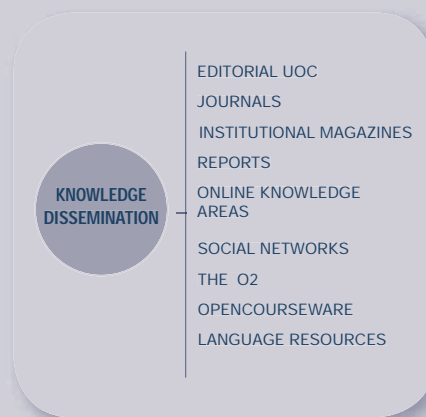 KNOWLEDGE
DISSEMINATION
EDITORIAL UOC
JOURNALS
INSTITUTIONAL MAGAZINES
REPORTS
ONLINE KNOWLEDGE
AREAS
SOCIAL NETWORKS
THE O2
OPENCOURSEWARE
LANGUAGE RESOURCES